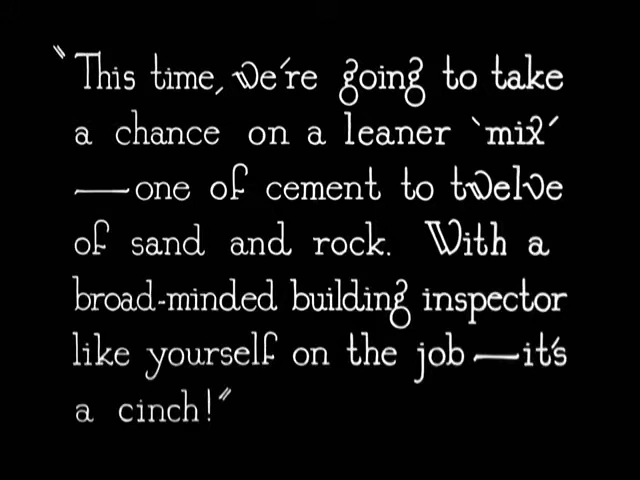 "This time, we're going to take
a chance on a leaner 'mix'
—one of cement to twelve
of sand and rock. With a
broad-minded building inspector
like yourself on the job—it's
a cinch!"